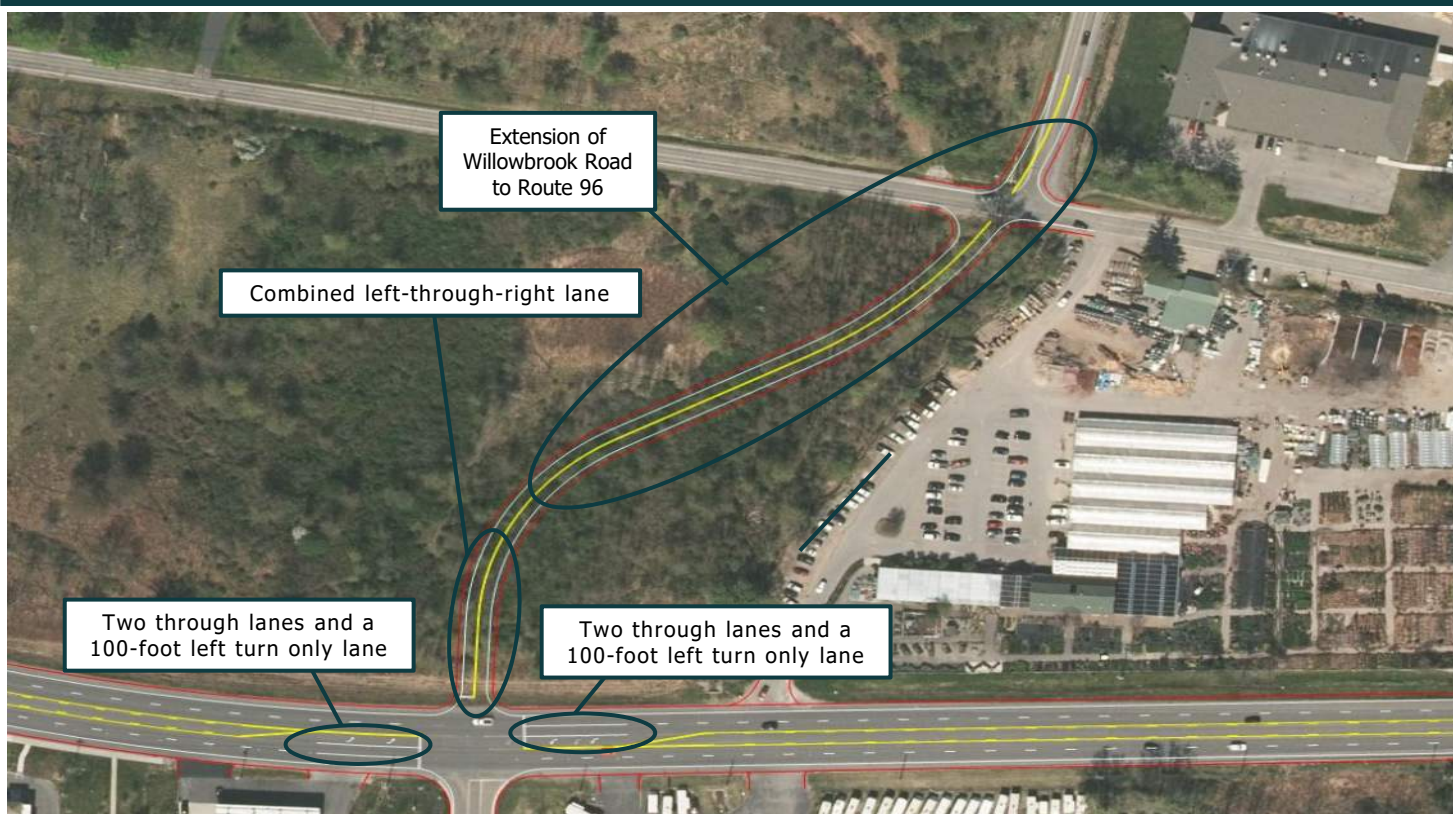 Extension of
Willowbrook Road
to Route 96
Combined left-through-right lane
Two through lanes and a
100-foot left turn only lane
Two through lanes and a
100-foot left turn only lane